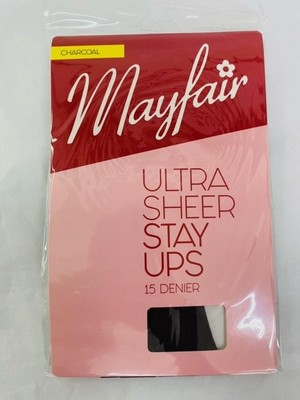 CHARCOAL
Mayfair
ULTRA
SHEER
STAY
UPS
15 DENIER